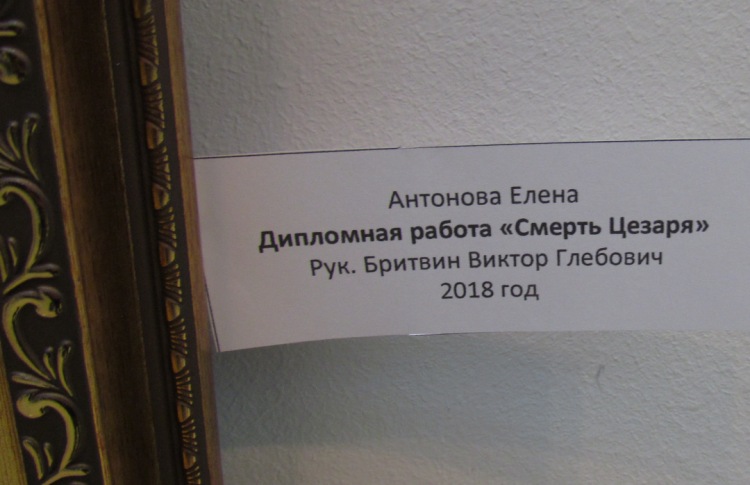 Антонова Елена
Дипломная работа «Смерть Цезаря»
Рук. Бритвин Виктор Глебович
2018 год